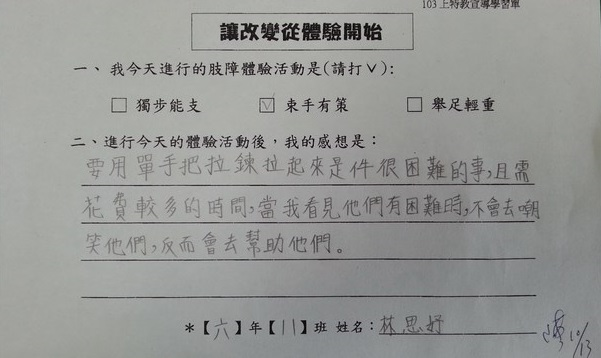 103上特教宣導學習單
讓改變從體驗開始
一、我今天進行的肢障體驗活動是(請打∨):
□ 獨步能支 ☑ 束手有策 □ 舉足輕重
二、進行今天的體驗活動後，我的感想是：
要用單手把拉鍊拉起來是件很困難的事,且需
花費較多的時間,當我看見他們有困難時,不會去嘲
笑他們,反而會去幫助他們。
*【六】年【11】班 姓名：林思妤
10/13